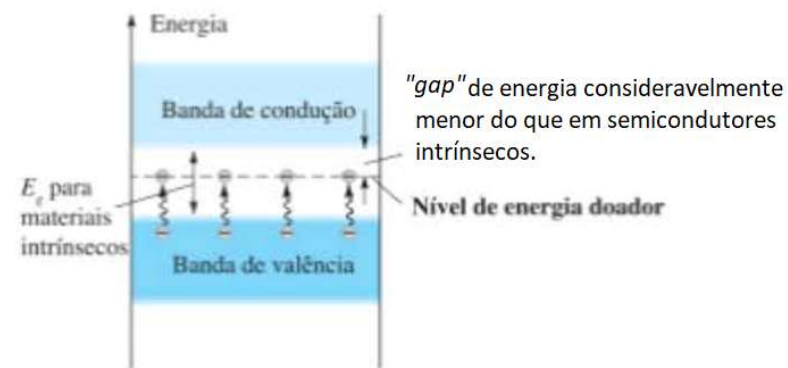 Energia
"gap" de energia consideravelmente
menor do que em semicondutores
intrínsecos.
Banda de condução
E_g para
materiais
intrínsecos
Nível de energia doador
Banda de valência